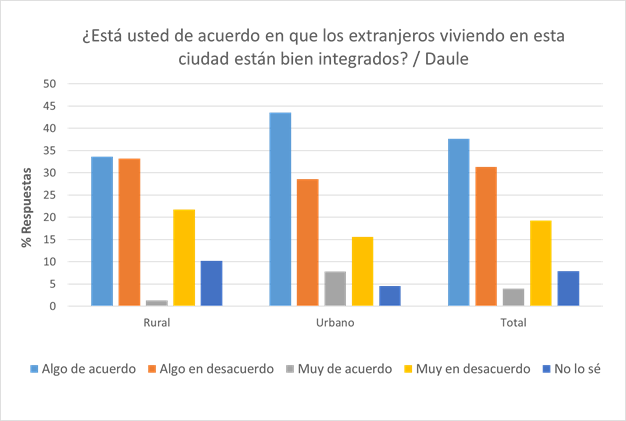 ¿Está usted de acuerdo en que los extranjeros viviendo en esta
ciudad están bien integrados? / Daule
% Respuestas
50
45
40
35
30
25
20
15
10
5
0
Rural Urbano Total
Algo de acuerdo Algo en desacuerdo Muy de acuerdo Muy en desacuerdo No lo sé